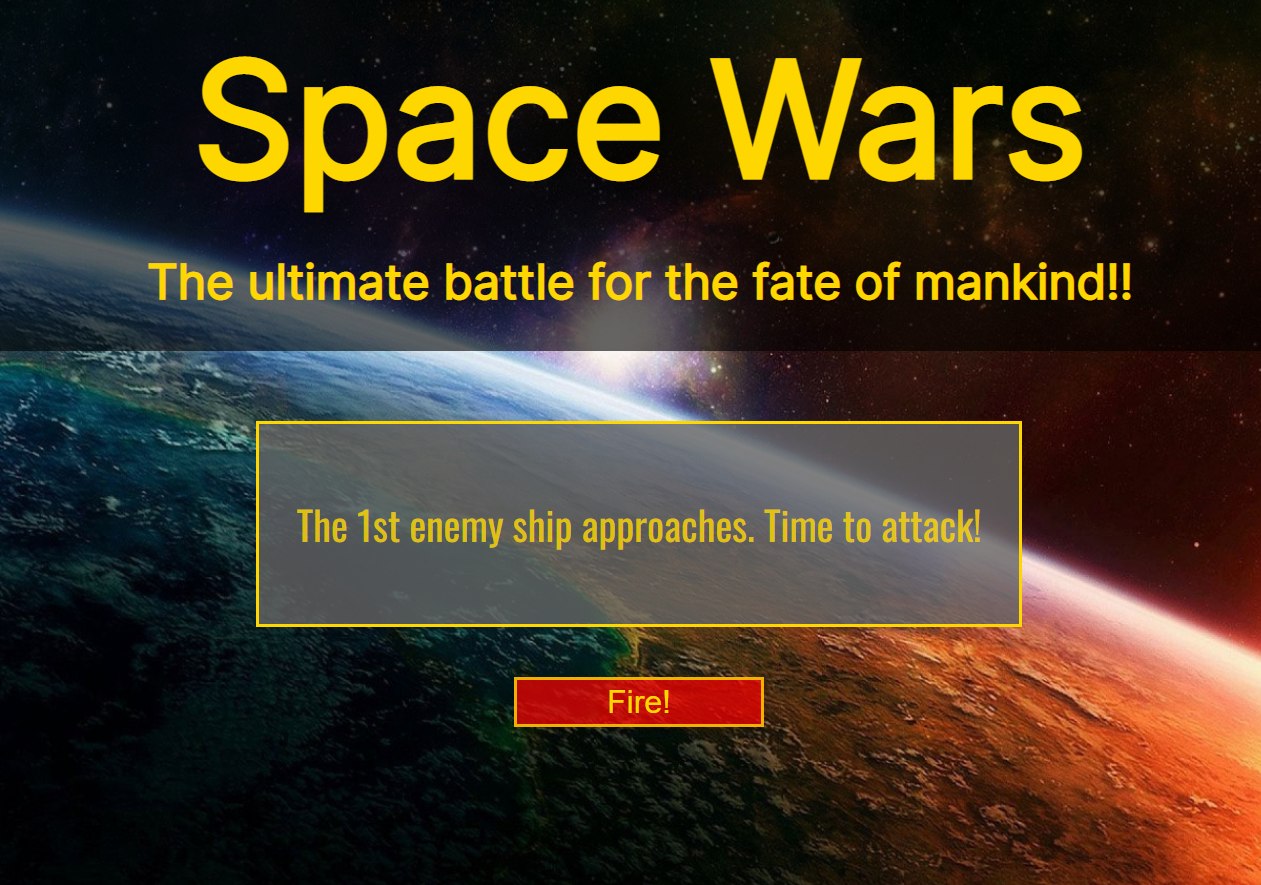 Space Wars
The ultimate battle for the fate of mankind!!
The 1st enemy ship approaches. Time to attack!
Fire!